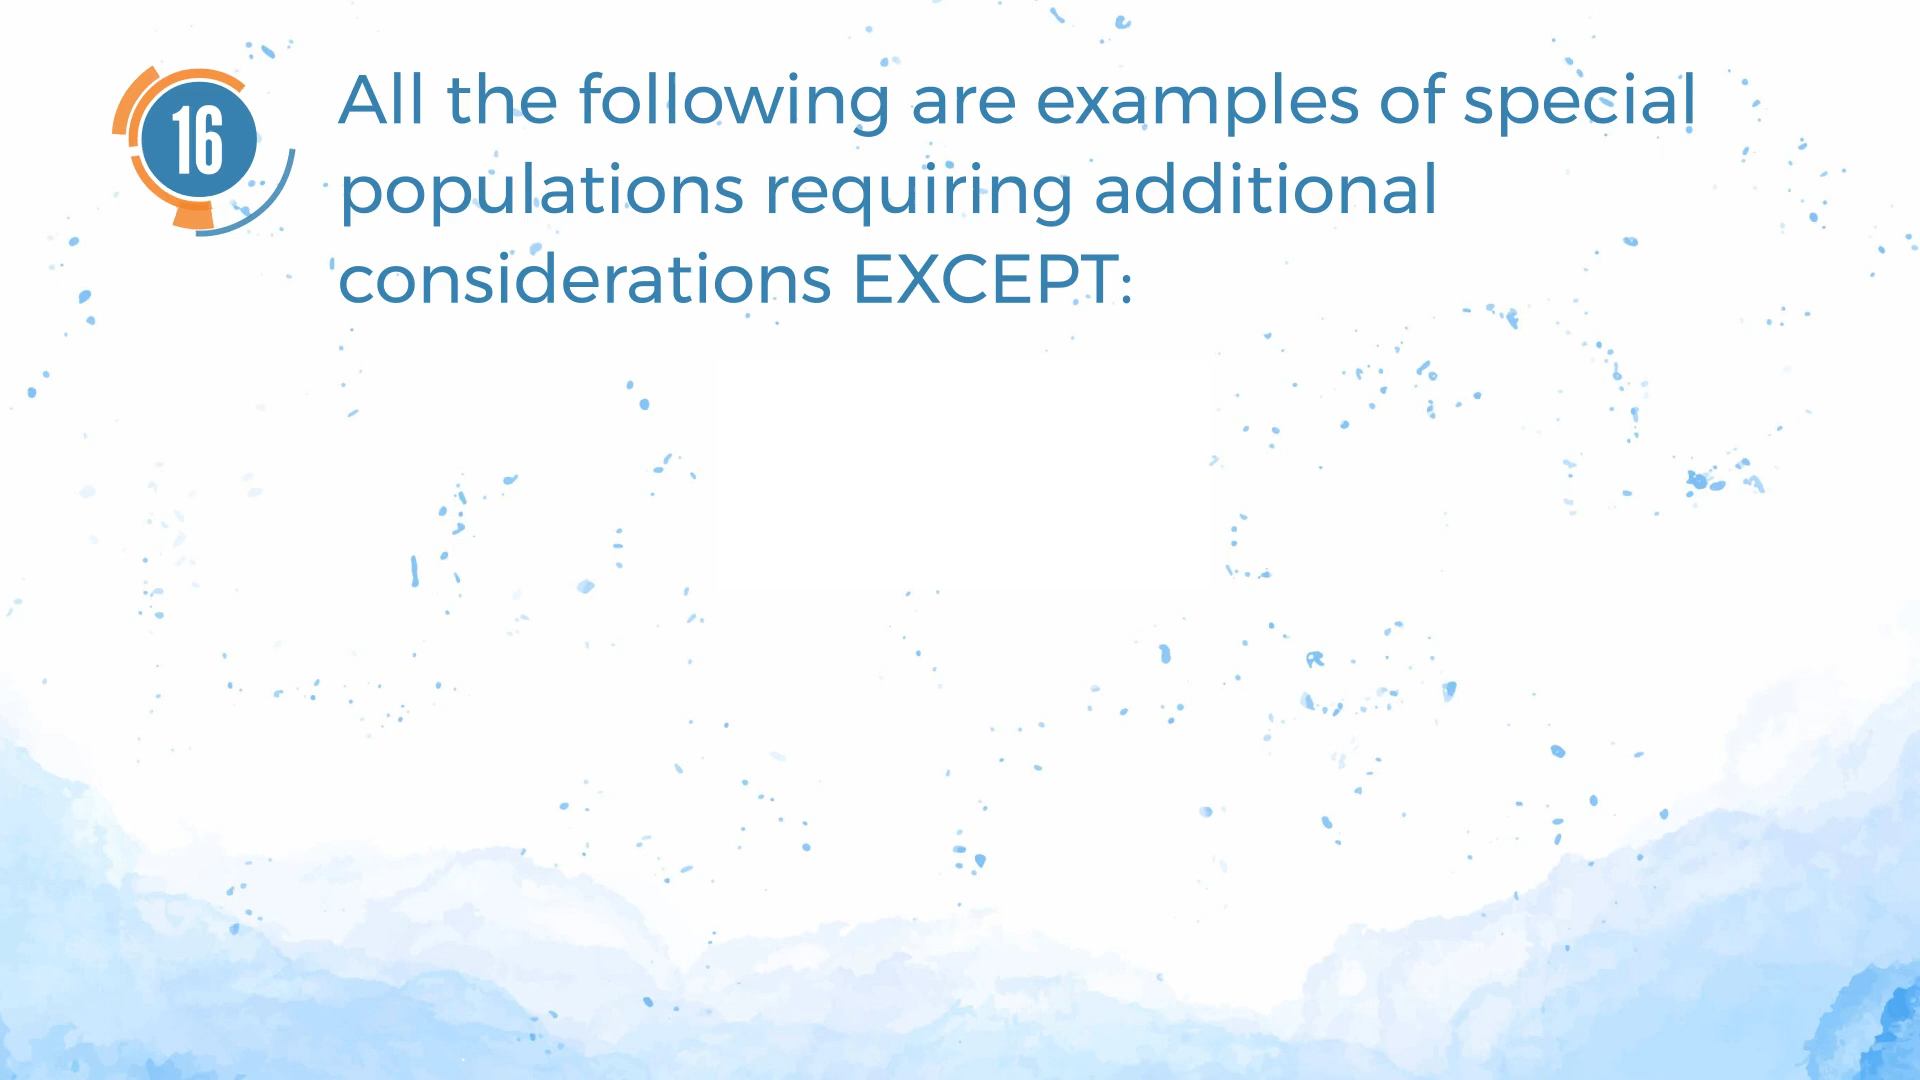 16
All the following are examples of special
populations requiring additional
considerations EXCEPT: